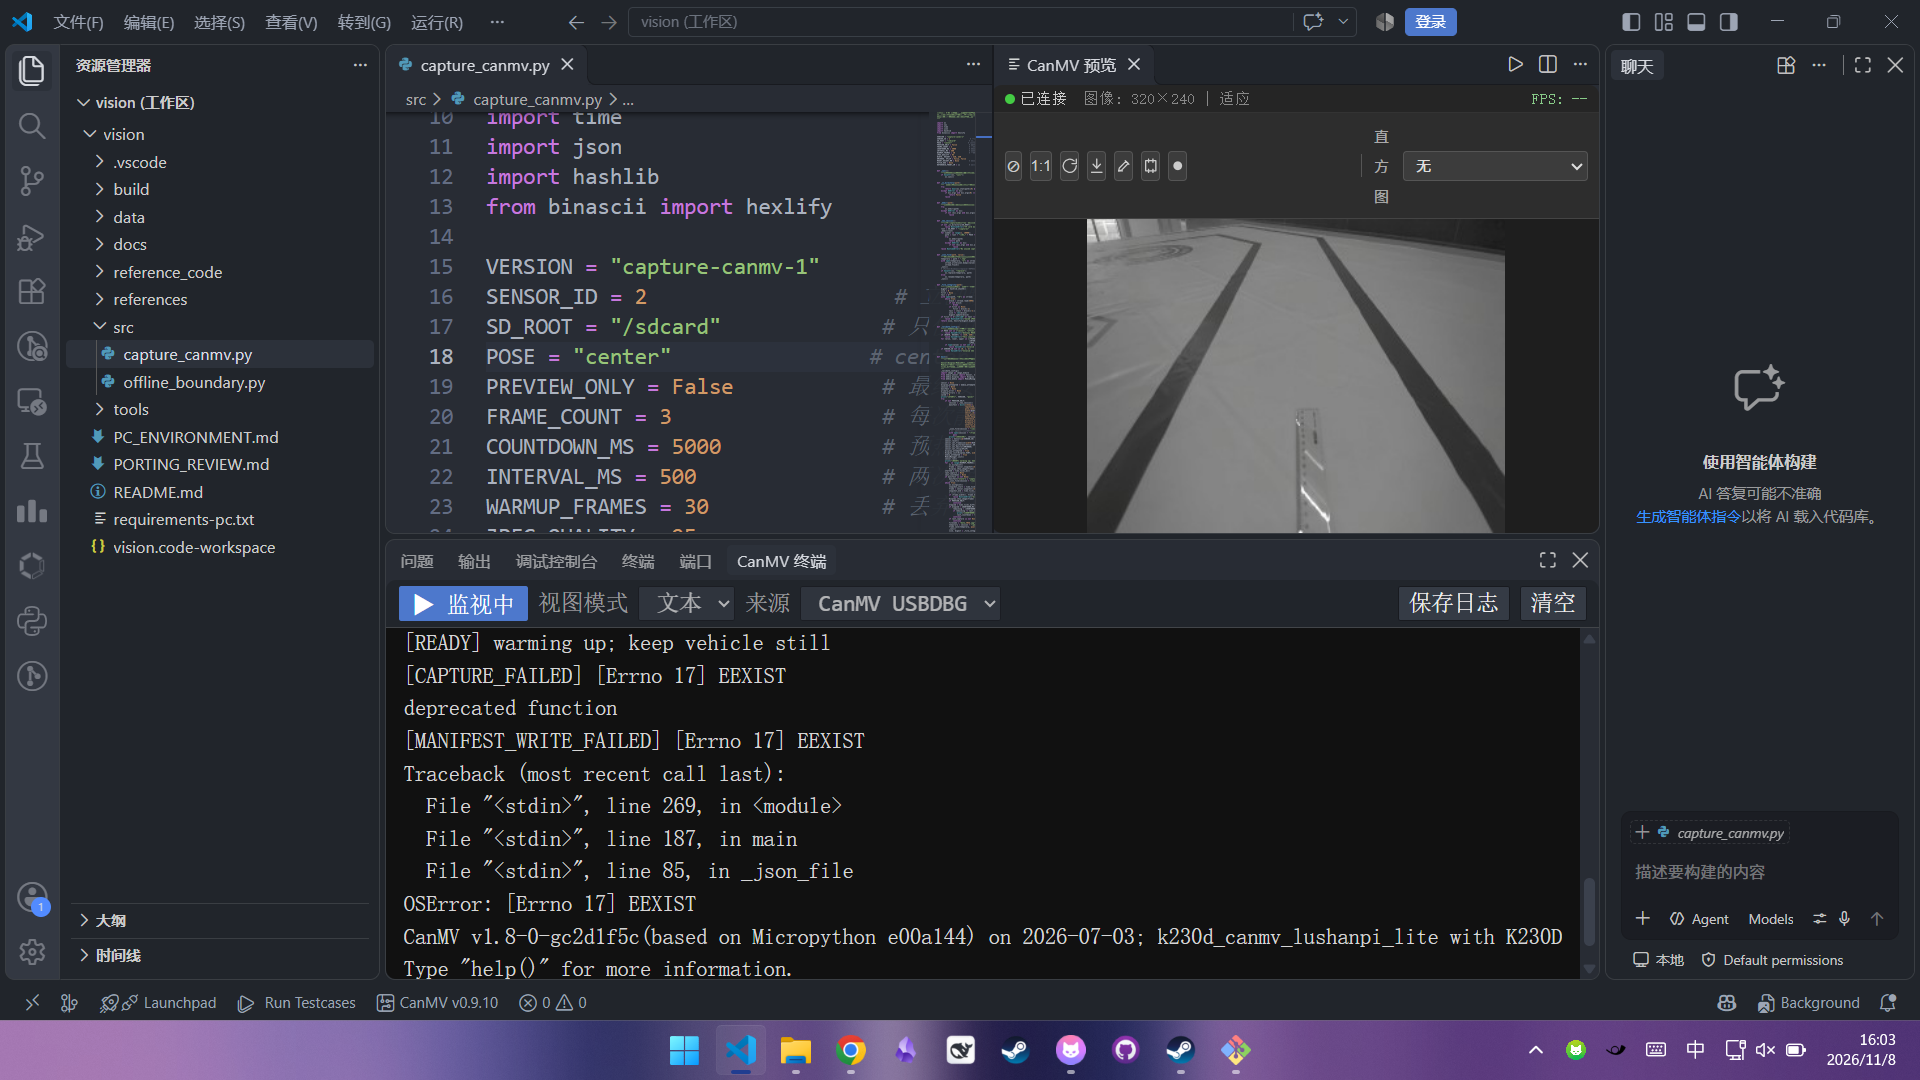 文件(F) 编辑(E) 选择(S) 查看(V) 转到(G) 运行(R) ··· vision (工作区) 登录
资源管理器
vision (工作区)
vision
.vscode
build
data
docs
reference_code
references
src
capture_canmv.py
offline_boundary.py
tools
PC_ENVIRONMENT.md
PORTING_REVIEW.md
README.md
requirements-pc.txt
vision.code-workspace
大纲
时间线
capture_canmv.py
src > capture_canmv.py > ...
10 import time
11 import json
12 import hashlib
13 from binascii import hexlify
14
15 VERSION = "capture-canmv-1"
16 SENSOR_ID = 2 #
17 SD_ROOT = "/sdcard" # 只
18 POSE = "center" # cen
19 PREVIEW_ONLY = False # 最
20 FRAME_COUNT = 3 # 每
21 COUNTDOWN_MS = 5000 # 预
22 INTERVAL_MS = 500 # 两
23 WARMUP_FRAMES = 30 # 丢
CanMV 预览
已连接 图像: 320×240 | 适应 FPS: --
1:1
直方图
无
问题 输出 调试控制台 终端 端口 CanMV 终端
监视中 视图模式 文本 来源 CanMV USBDBG 保存日志 清空
[READY] warming up; keep vehicle still
[CAPTURE_FAILED] [Errno 17] EEXIST
deprecated function
[MANIFEST_WRITE_FAILED] [Errno 17] EEXIST
Traceback (most recent call last):
File "<stdin>", line 269, in <module>
File "<stdin>", line 187, in main
File "<stdin>", line 85, in _json_file
OSError: [Errno 17] EEXIST
CanMV v1.8-0-gc2d1f5c(based on Micropython e00a144) on 2026-07-03; k230d_canmv_lushanpi_lite with K230D
Type "help()" for more information.
聊天
使用智能体构建
AI 答复可能不准确
生成智能体指令以将 AI 载入代码库。
capture_canmv.py
描述要构建的内容
Agent Models
本地 Default permissions
1
Launchpad Run Testcases CanMV v0.9.10 0 0 Background
中
16:03
2026/11/8